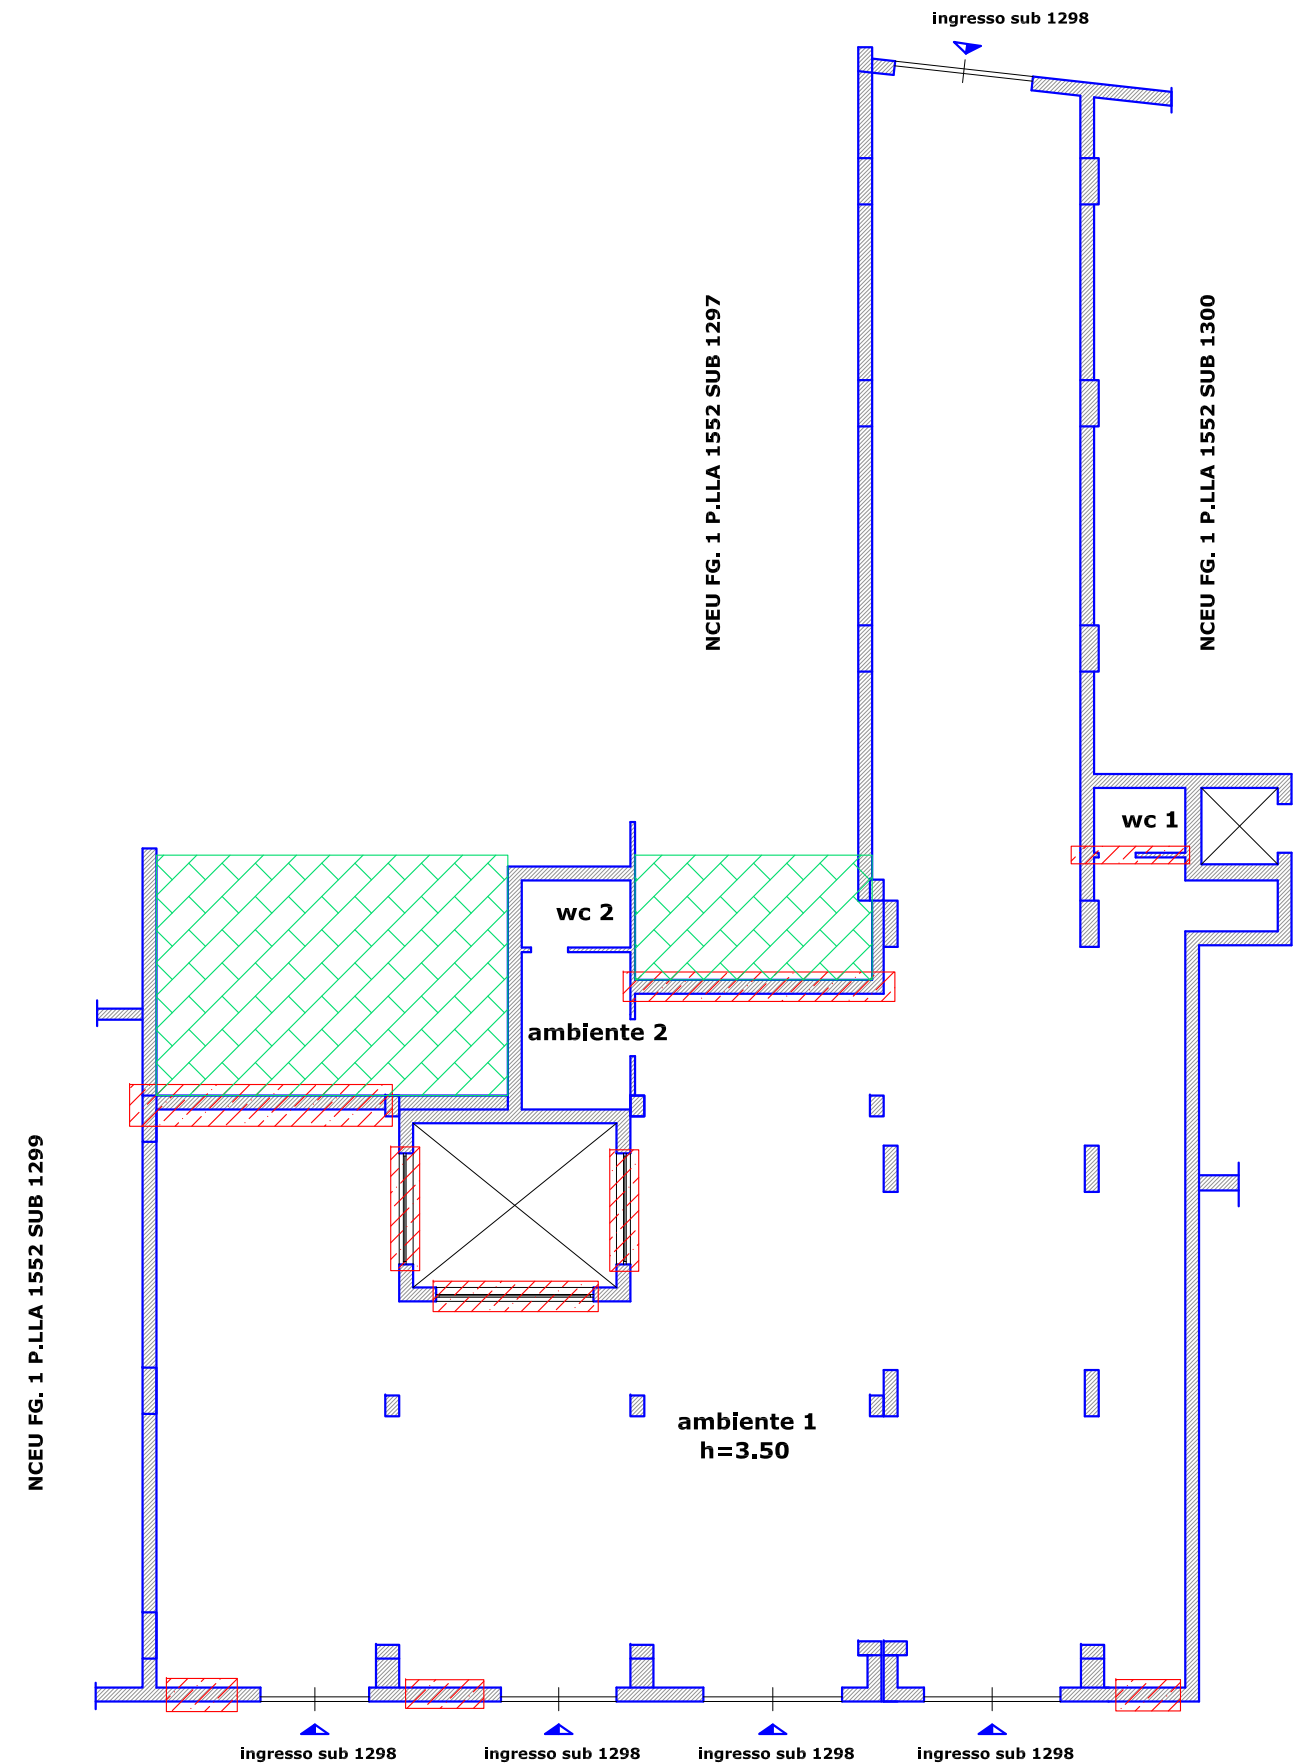 ingresso sub 1298
NCEU FG. 1 P.LLA 1552 SUB 1297
NCEU FG. 1 P.LLA 1552 SUB 1300
wc 1
wc 2
ambiente 2
NCEU FG. 1 P.LLA 1552 SUB 1299
ambiente 1
h=3.50
ingresso sub 1298
ingresso sub 1298
ingresso sub 1298
ingresso sub 1298